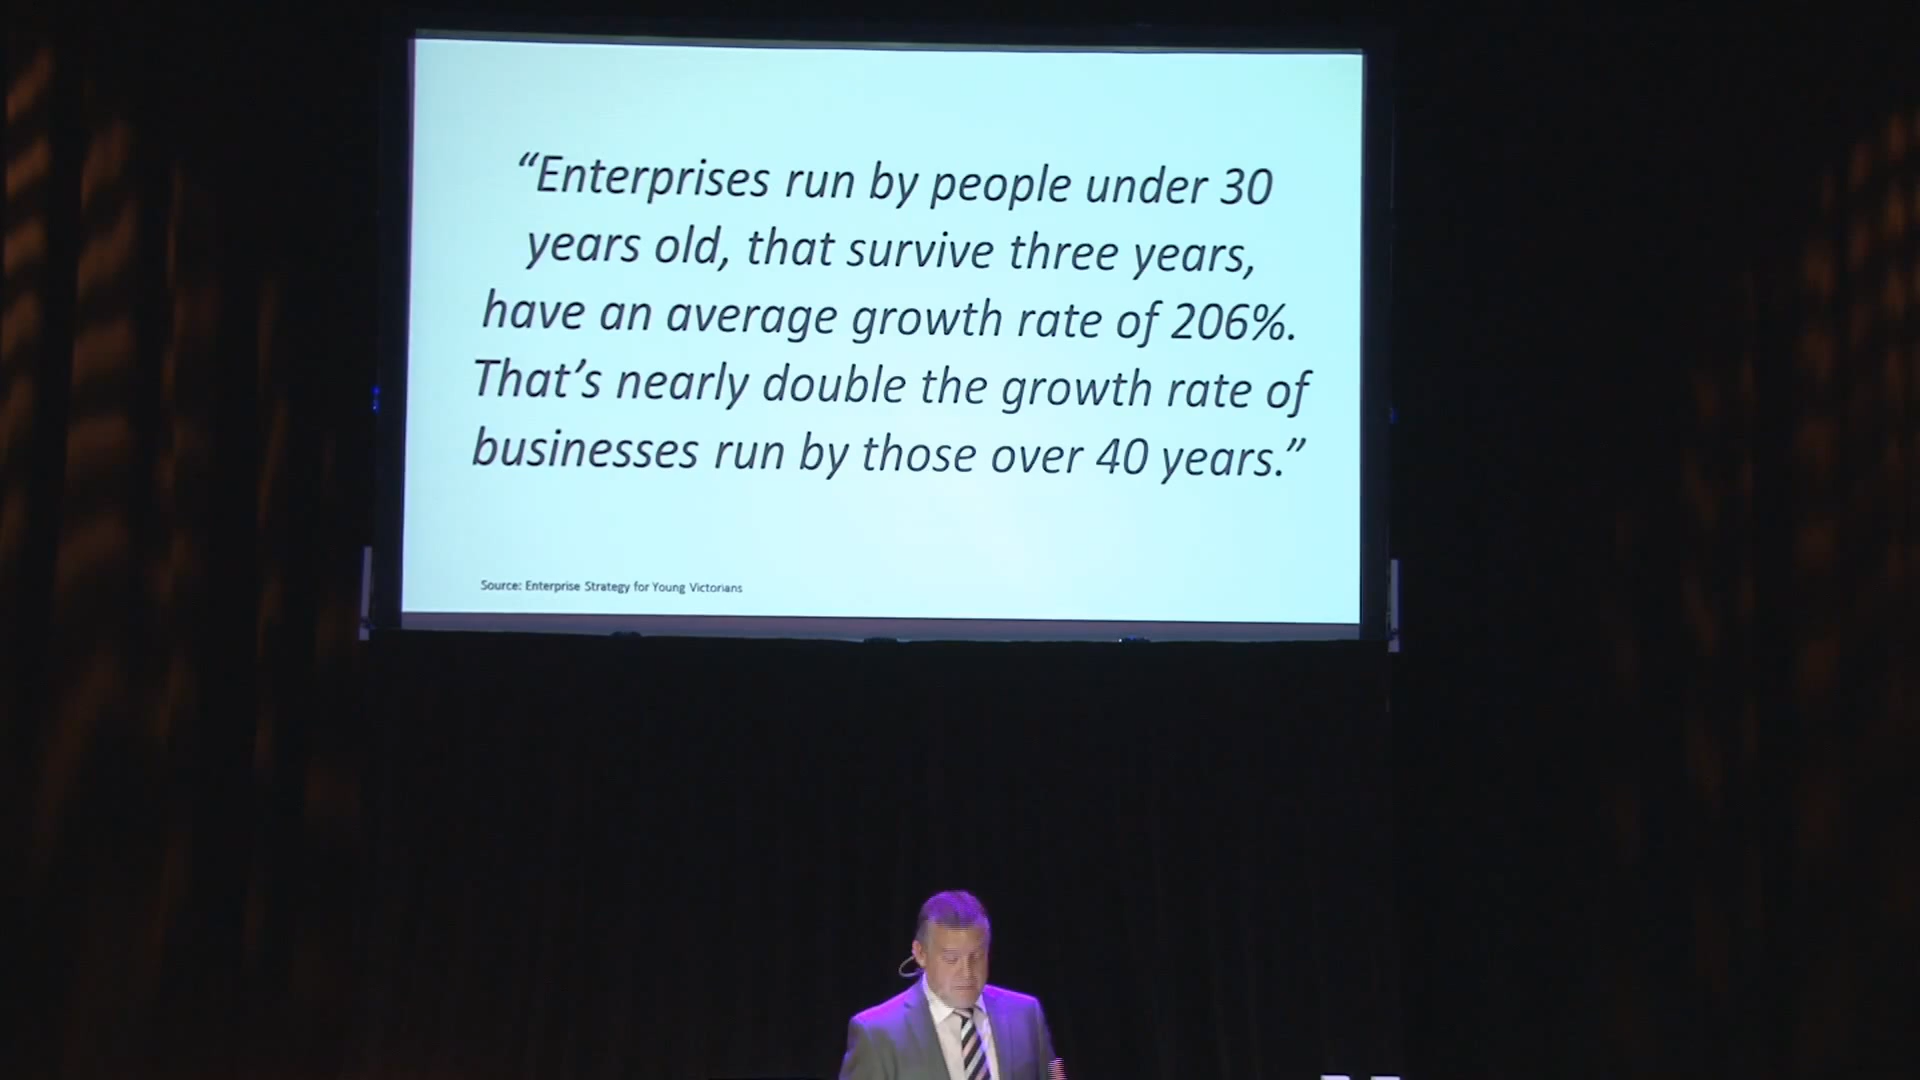 “Enterprises run by people under 30
years old, that survive three years,
have an average growth rate of 206%.
That’s nearly double the growth rate of
businesses run by those over 40 years.”
Source: Enterprise Strategy for Young Victorians